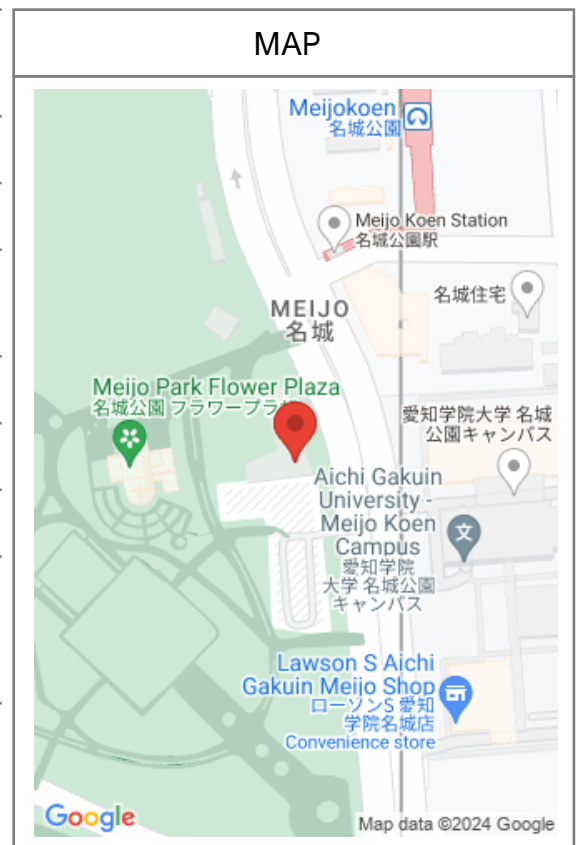 MAP
Meijokoen
名城公園
Meijo Koen Station
名城公園駅
名城住宅
MEIJO
名城
Meijo Park Flower Plaza
名城公園 フラワープラ
愛知学院大学 名城
公園キャンパス
Aichi Gakuin
University -
Meijo Koen
Campus
愛知学院
大学 名城公園
キャンパス
文
Lawson S Aichi
Gakuin Meijo Shop
ローソンS 愛知
学院名城店
Convenience store
Google
Map data ©2024 Google